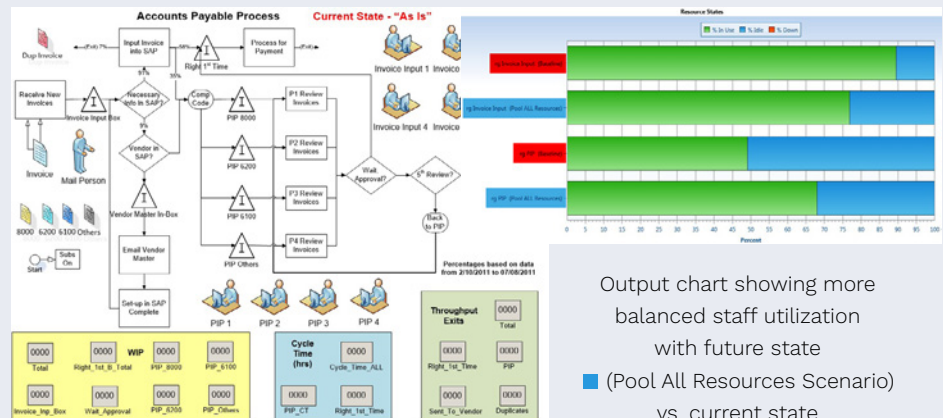 Accounts Payable Process
Current State - "As Is"
Dup Invoice
(Exit) 7%
Input Invoice
into SAP
58%
Right 1st Time
Process for
Payment
(Exit)
Invoice Input 1
Invoice
35%
93%
Receive New
Invoices
Invoice Input Box
Necessary
Info in SAP?
Comp
Code
PIP 8000
P1 Review
Invoices
Invoice Input 4
Invoice
9%
Invoice
Mail Person
Vendor in
SAP?
PIP 6200
P2 Review
Invoices
Wait
Approval?
5th Review?
Vendor Master In-Box
PIP 6100
P3 Review
Invoices
Back
to PIP
8000 6200 6100 Others
Email Vendor
Master
PIP Others
P4 Review
Invoices
Start
Subs
On
Percentages based on data
from 2/10/2011 to 07/08/2011
Set-up in SAP
Complete
PIP 1
PIP 2
PIP 3
PIP 4
WIP
0000
Total
0000
Right_1st_B_Total
0000
PIP_8000
0000
PIP_6100
0000
Invoice_Inp_Box
0000
Wait_Approval
0000
PIP_6200
0000
PIP_Others
Cycle
Time
(hrs)
0000
Cycle_Time_ALL
0000
PIP_CT
0000
Right_1st_Time
Throughput
Exits
0000
Total
0000
Right_1st_Time
0000
PIP
0000
Sent_To_Vendor
0000
Duplicates
Resource States
% In Use % Idle % Down
rg Invoice Input (Baseline)
rg Invoice Input (Pool ALL Resources)
rg PIP (Baseline)
rg PIP (Pool ALL Resources)
0 5 10 15 20 25 30 35 40 45 50 55 60 65 70 75 80 85 90 95 100
Percent
Output chart showing more
balanced staff utilization
with future state
(Pool All Resources Scenario)
vs. current state